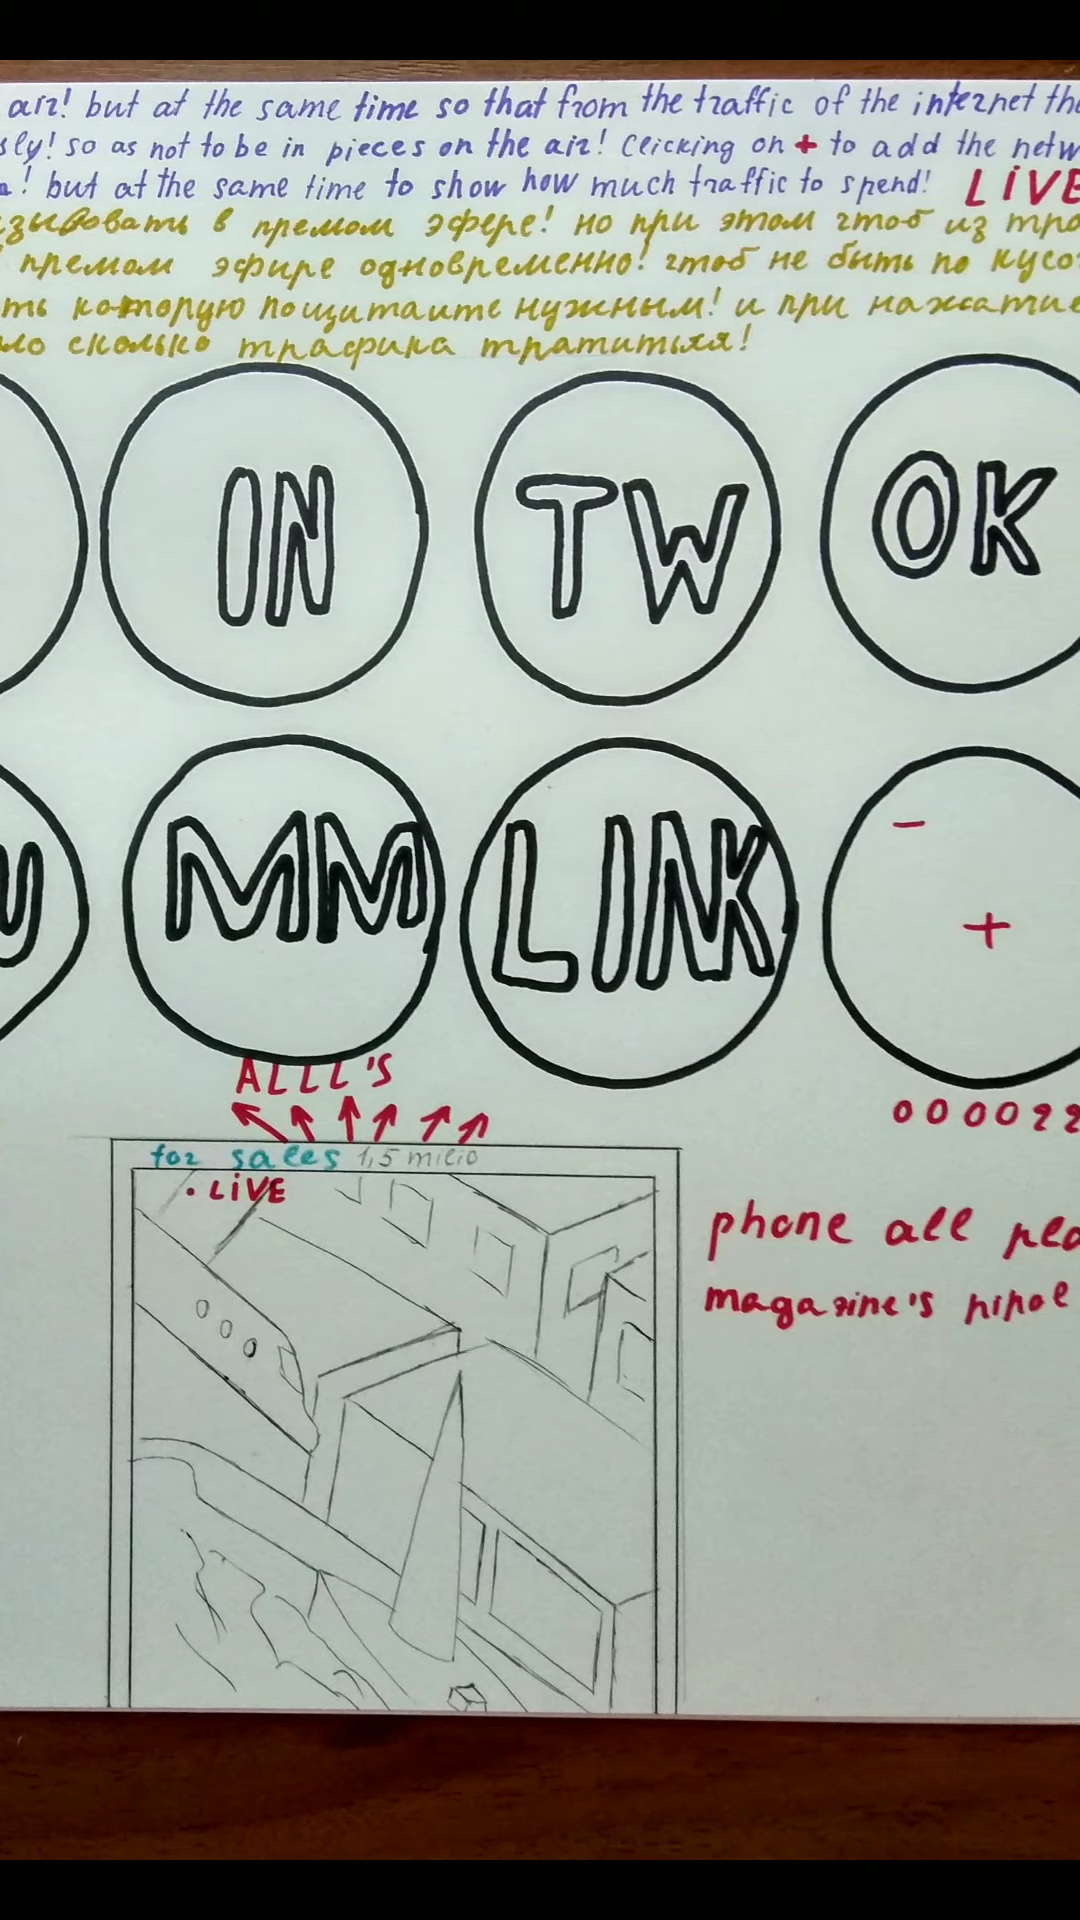 air! but at the same time so that from the traffic of the internet the
sly! so as not to be in pieces on the air! Clicking on + to add the netw
! but at the same time to show how much traffic to spend! LiVE
зывовать в премом эфере! но при этом чтоб из тра
премом эфире одновременно! чтоб не быть по кусо
ть которую пощитаите нужным! и при нажатие
ло сколько трафика тратитьля!
IN TW OK
MM LINK
- +
ALLL'S
000022
for sales 1,5 milio
• LiVE
phone all pla
magazine's